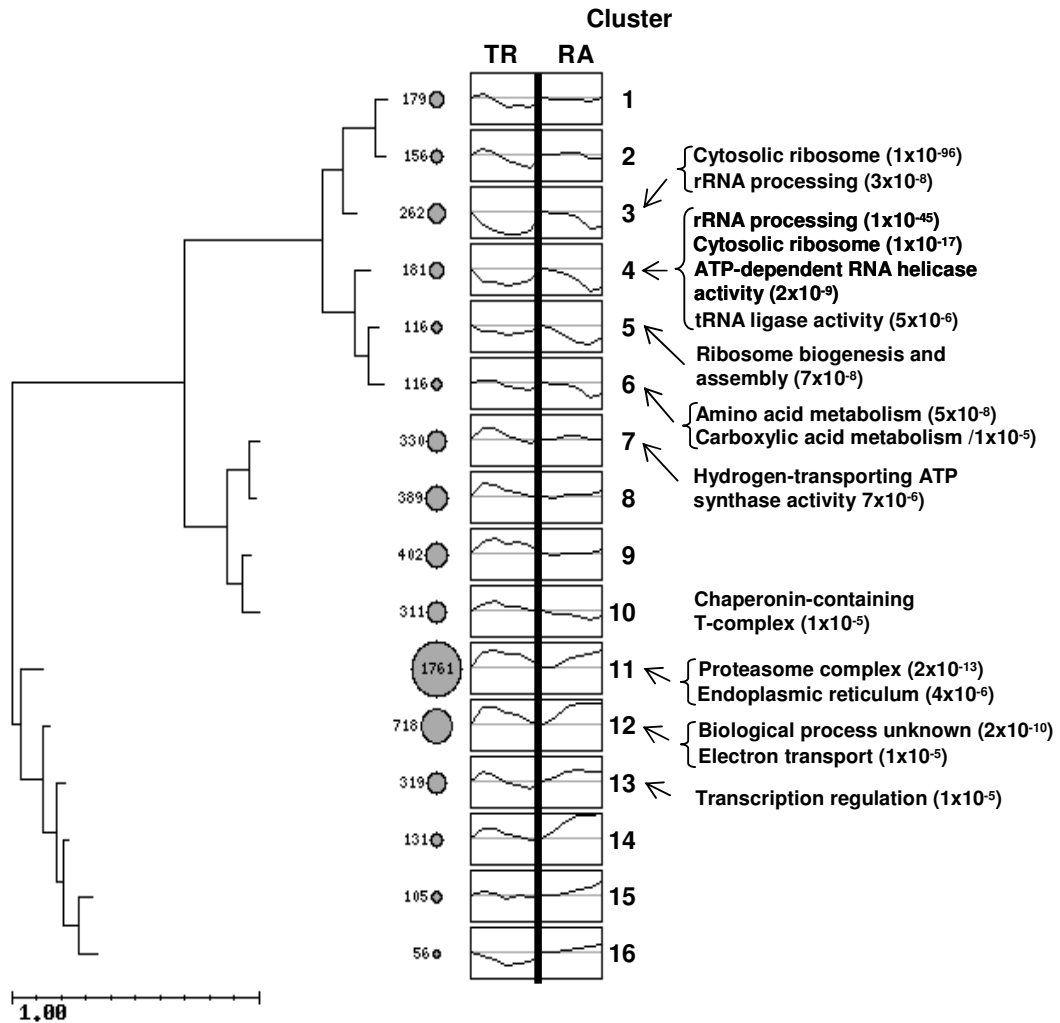 Cluster
TR RA
179 1
156 2
Cytosolic ribosome (1x10-96)
rRNA processing (3x10-8)
262 3
rRNA processing (1x10-45)
Cytosolic ribosome (1x10-17)
181 4
ATP-dependent RNA helicase
activity (2x10-9)
tRNA ligase activity (5x10-6)
116 5
Ribosome biogenesis and
assembly (7x10-8)
116 6
Amino acid metabolism (5x10-8)
Carboxylic acid metabolism /1x10-5)
330 7
Hydrogen-transporting ATP
synthase activity 7x10-6)
389 8
402 9
311 10
Chaperonin-containing
T-complex (1x10-5)
1761 11
Proteasome complex (2x10-13)
Endoplasmic reticulum (4x10-6)
718 12
Biological process unknown (2x10-10)
Electron transport (1x10-5)
319 13
Transcription regulation (1x10-5)
131 14
105 15
56 16
1.00